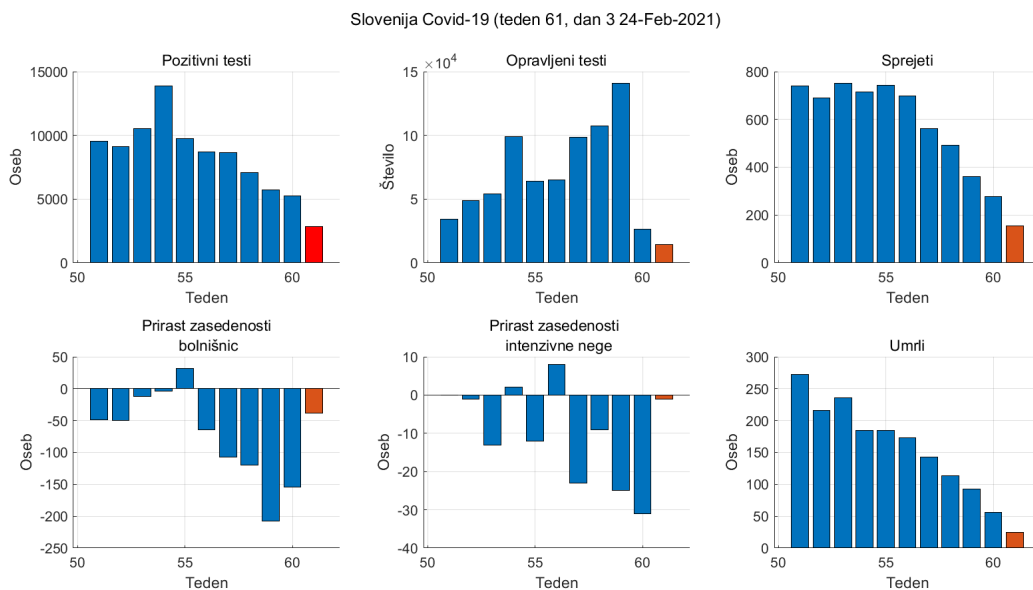 Slovenija Covid-19 (teden 61, dan 3 24-Feb-2021)
Pozitivni testi
15000
10000
5000
0
Oseb
50 55 60
Teden
Opravljeni testi
×10^4
15
10
5
0
Število
50 55 60
Teden
Sprejeti
800
600
400
200
0
Oseb
50 55 60
Teden
Prirast zasedenosti
bolnišnic
50
0
-50
-100
-150
-200
-250
Oseb
50 55 60
Teden
Prirast zasedenosti
intenzivne nege
10
0
-10
-20
-30
-40
Oseb
50 55 60
Teden
Umrli
300
250
200
150
100
50
0
Oseb
50 55 60
Teden